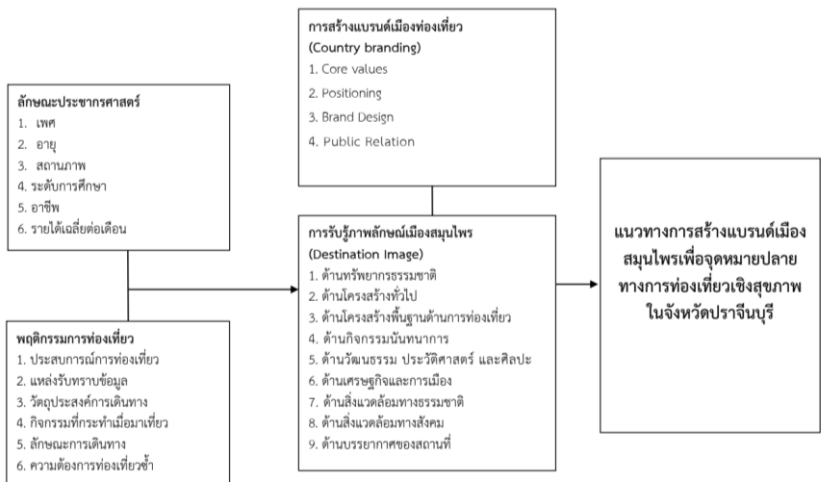 ลักษณะประชากรศาสตร์
1. เพศ
2. อายุ
3. สถานภาพ
4. ระดับการศึกษา
5. อาชีพ
6. รายได้เฉลี่ยต่อเดือน
พฤติกรรมการท่องเที่ยว
1. ประสบการณ์การท่องเที่ยว
2. แหล่งรับทราบข้อมูล
3. วัตถุประสงค์การเดินทาง
4. กิจกรรมที่กระทำเมื่อมาเที่ยว
5. ลักษณะการเดินทาง
6. ความต้องการท่องเที่ยวซ้ำ
การสร้างแบรนด์เมืองท่องเที่ยว
(Country branding)
1. Core values
2. Positioning
3. Brand Design
4. Public Relation
การรับรู้ภาพลักษณ์เมืองสมุนไพร
(Destination Image)
1. ด้านทรัพยากรธรรมชาติ
2. ด้านโครงสร้างทั่วไป
3. ด้านโครงสร้างพื้นฐานด้านการท่องเที่ยว
4. ด้านกิจกรรมนันทนาการ
5. ด้านวัฒนธรรม ประวัติศาสตร์ และศิลปะ
6. ด้านเศรษฐกิจและการเมือง
7. ด้านสิ่งแวดล้อมทางธรรมชาติ
8. ด้านสิ่งแวดล้อมทางสังคม
9. ด้านบรรยากาศของสถานที่
แนวทางการสร้างแบรนด์เมือง
สมุนไพรเพื่อจุดหมายปลาย
ทางการท่องเที่ยวเชิงสุขภาพ
ในจังหวัดปราจีนบุรี